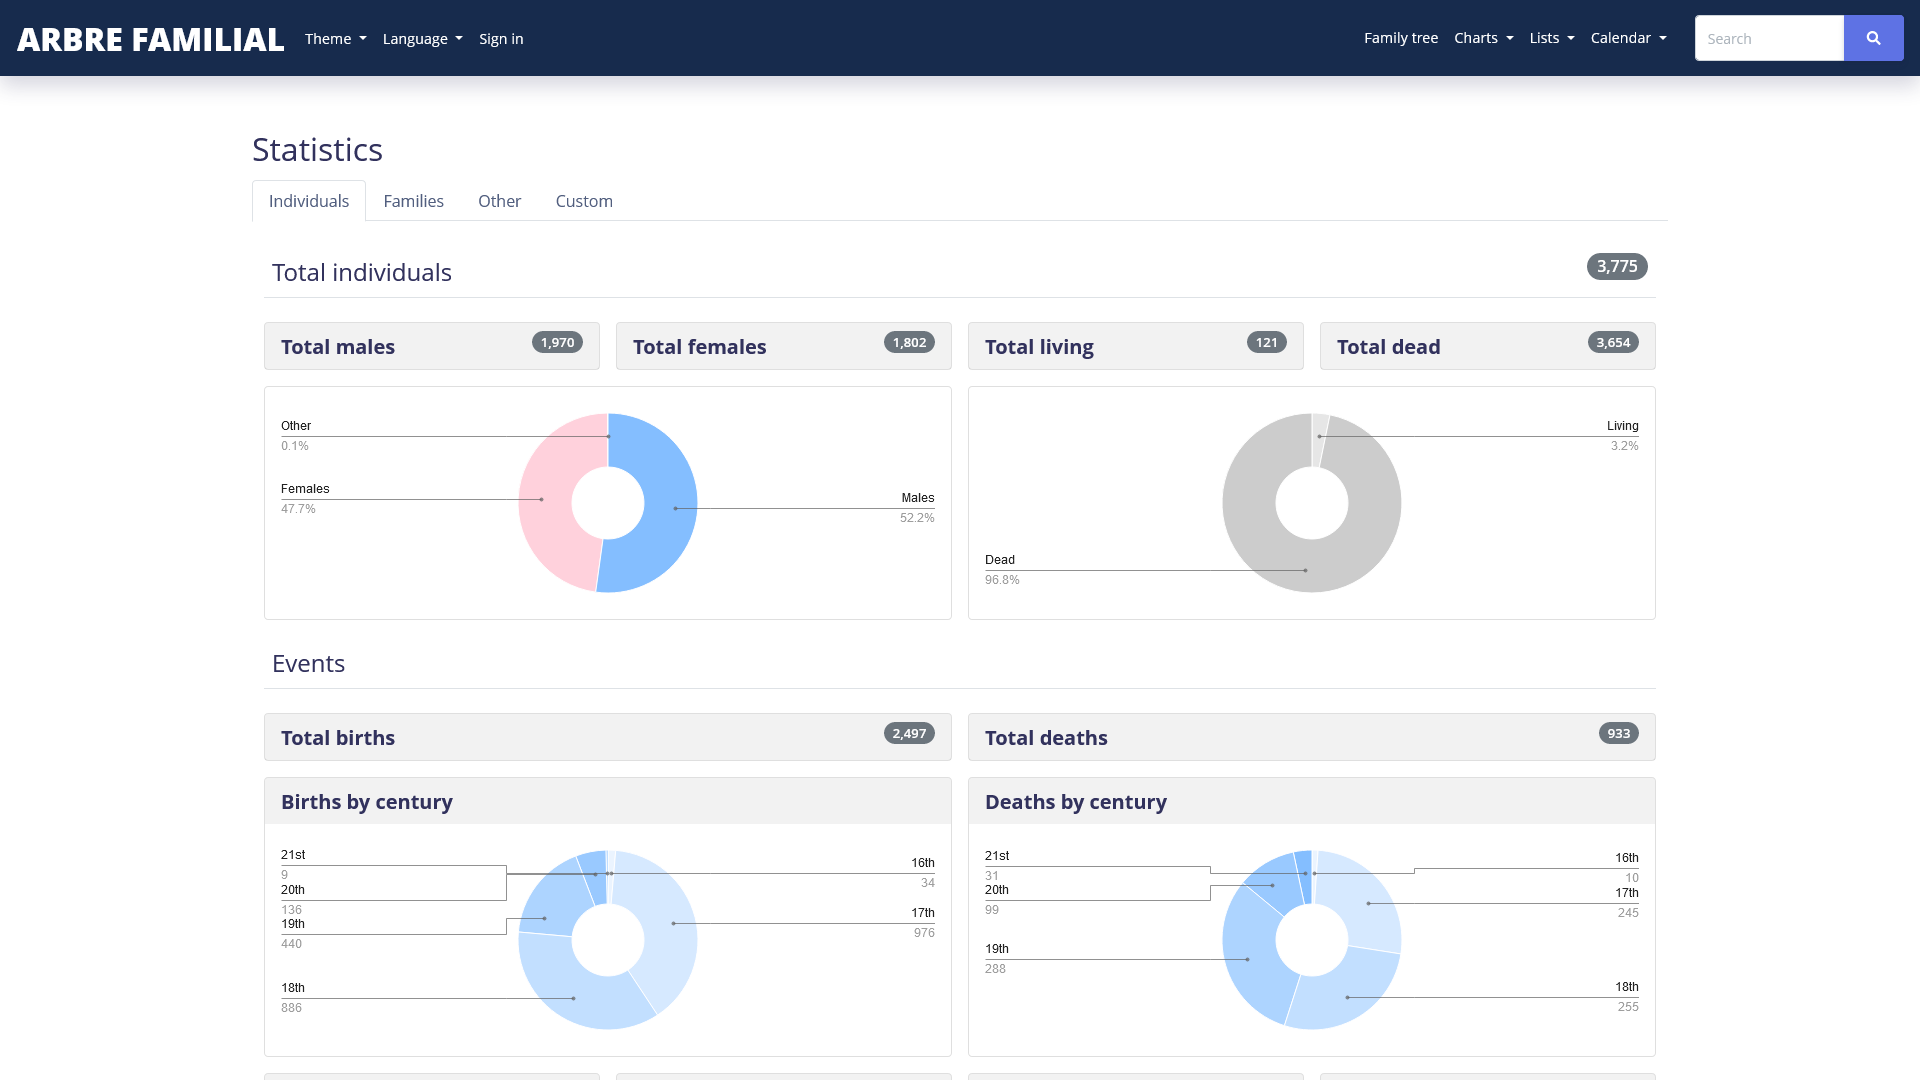 ARBRE FAMILIAL Theme Language Sign in Family tree Charts Lists Calendar Search
Statistics
Individuals Families Other Custom
Total individuals 3,775
Total males 1,970 Total females 1,802 Total living 121 Total dead 3,654
Other
0.1%
Females
47.7%
Males
52.2%
Living
3.2%
Dead
96.8%
Events
Total births 2,497 Total deaths 933
Births by century
21st
9
20th
136
19th
440
18th
886
16th
34
17th
976
Deaths by century
21st
31
20th
99
19th
288
16th
10
17th
245
18th
255